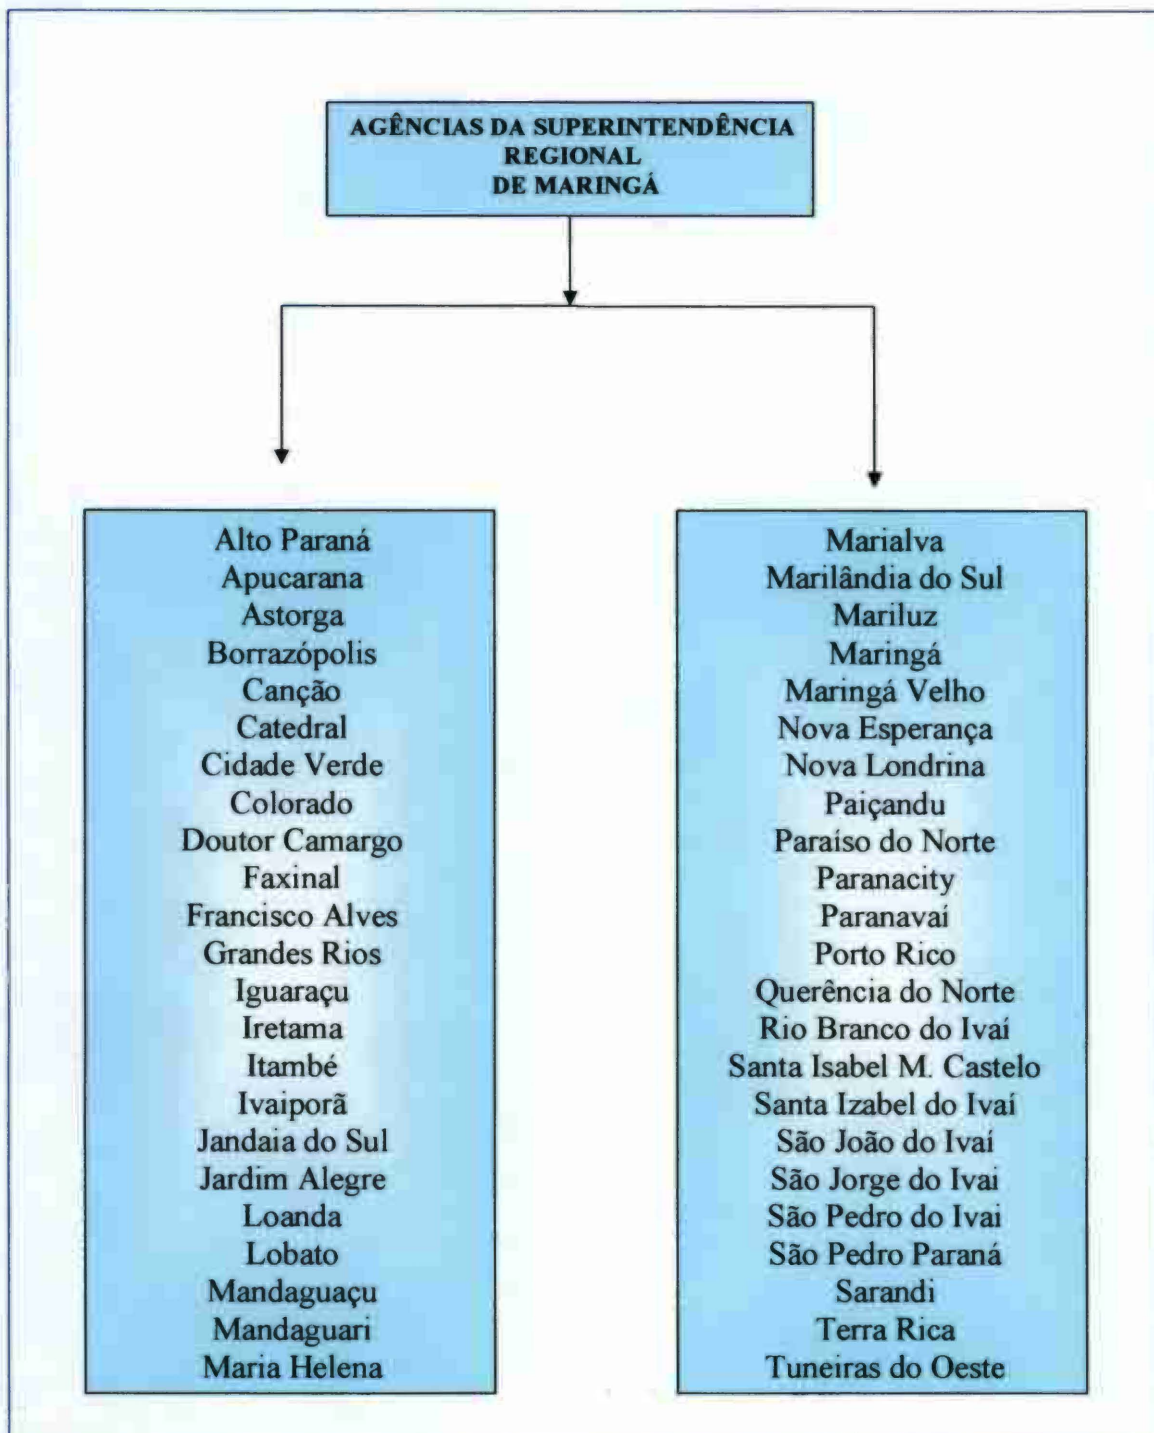 AGÊNCIAS DA SUPERINTENDÊNCIA
REGIONAL
DE MARINGÁ
Alto Paraná
Apucarana
Astorga
Borrazópolis
Canção
Catedral
Cidade Verde
Colorado
Doutor Camargo
Faxinal
Francisco Alves
Grandes Rios
Iguaraçu
Iretama
Itambé
Ivaiporã
Jandaia do Sul
Jardim Alegre
Loanda
Lobato
Mandaguaçu
Mandaguari
Maria Helena
Marialva
Marilândia do Sul
Mariluz
Maringá
Maringá Velho
Nova Esperança
Nova Londrina
Paiçandu
Paraíso do Norte
Paranacity
Paranavaí
Porto Rico
Querência do Norte
Rio Branco do Ivaí
Santa Isabel M. Castelo
Santa Izabel do Ivaí
São João do Ivaí
São Jorge do Ivai
São Pedro do Ivai
São Pedro Paraná
Sarandi
Terra Rica
Tuneiras do Oeste